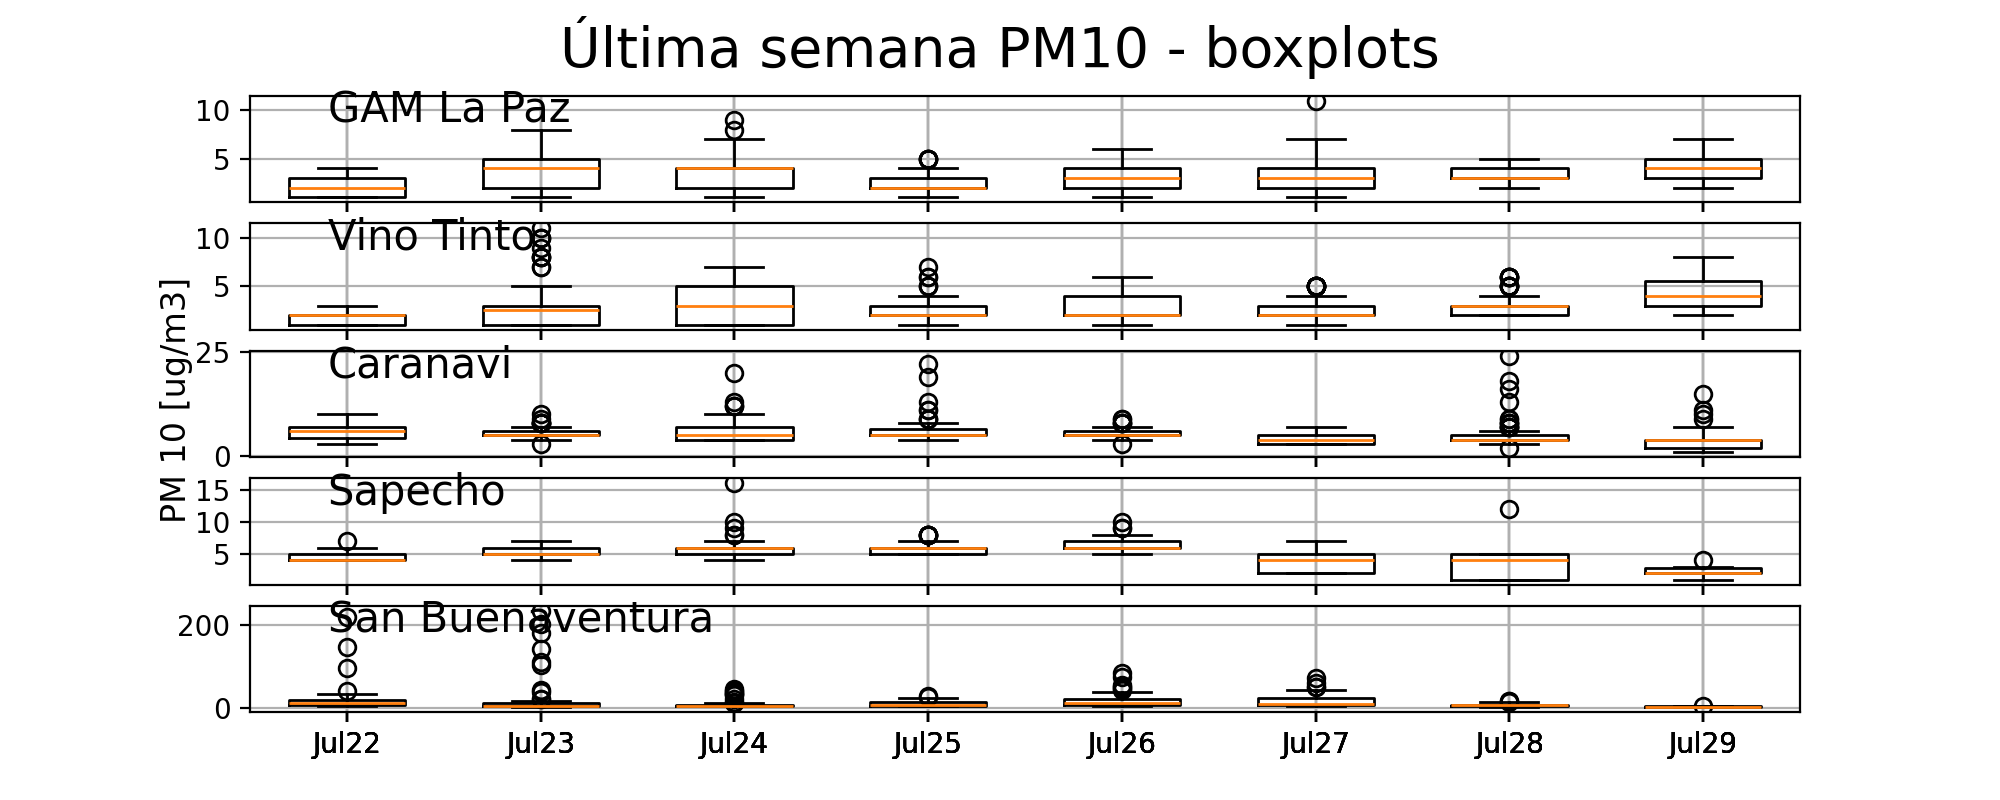 Última semana PM10 - boxplots
PM 10 [ug/m3]
GAM La Paz
10
5
Vino Tinto
10
5
Caranavi
25
0
Sapecho
15
10
5
San Buenaventura
200
0
Jul22 Jul23 Jul24 Jul25 Jul26 Jul27 Jul28 Jul29